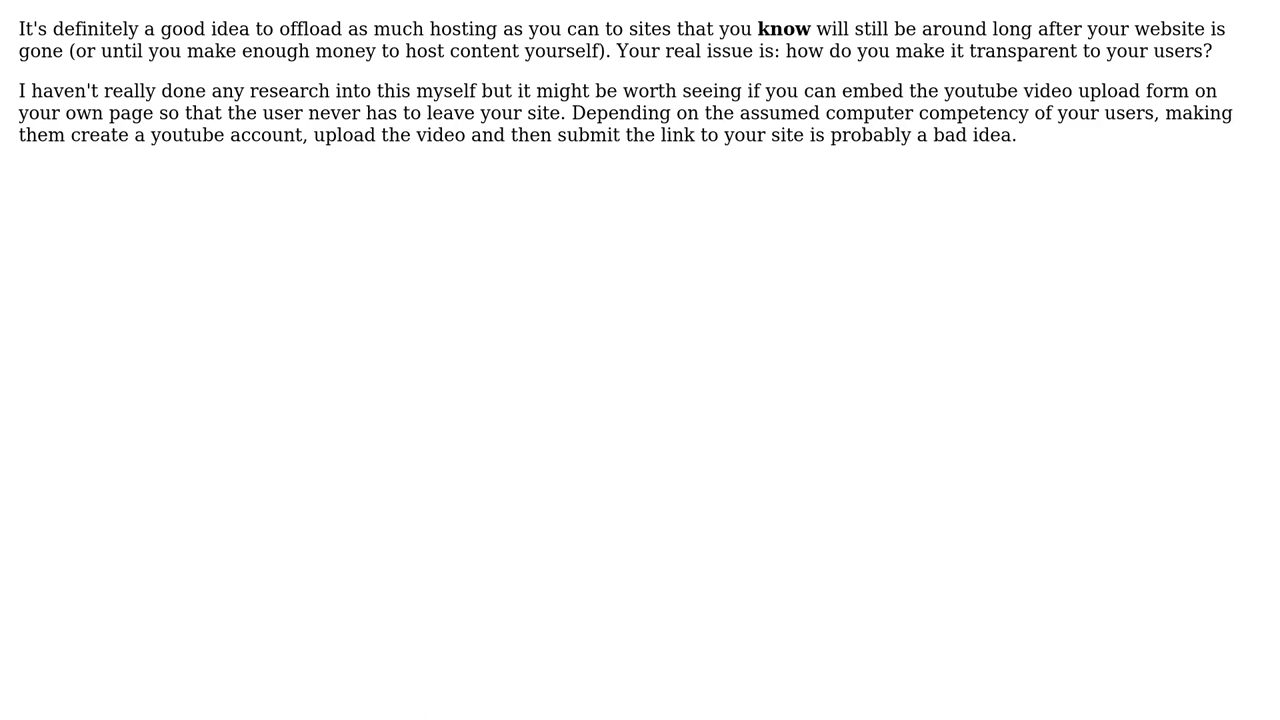 It's definitely a good idea to offload as much hosting as you can to sites that you know will still be around long after your website is
gone (or until you make enough money to host content yourself). Your real issue is: how do you make it transparent to your users?
I haven't really done any research into this myself but it might be worth seeing if you can embed the youtube video upload form on
your own page so that the user never has to leave your site. Depending on the assumed computer competency of your users, making
them create a youtube account, upload the video and then submit the link to your site is probably a bad idea.